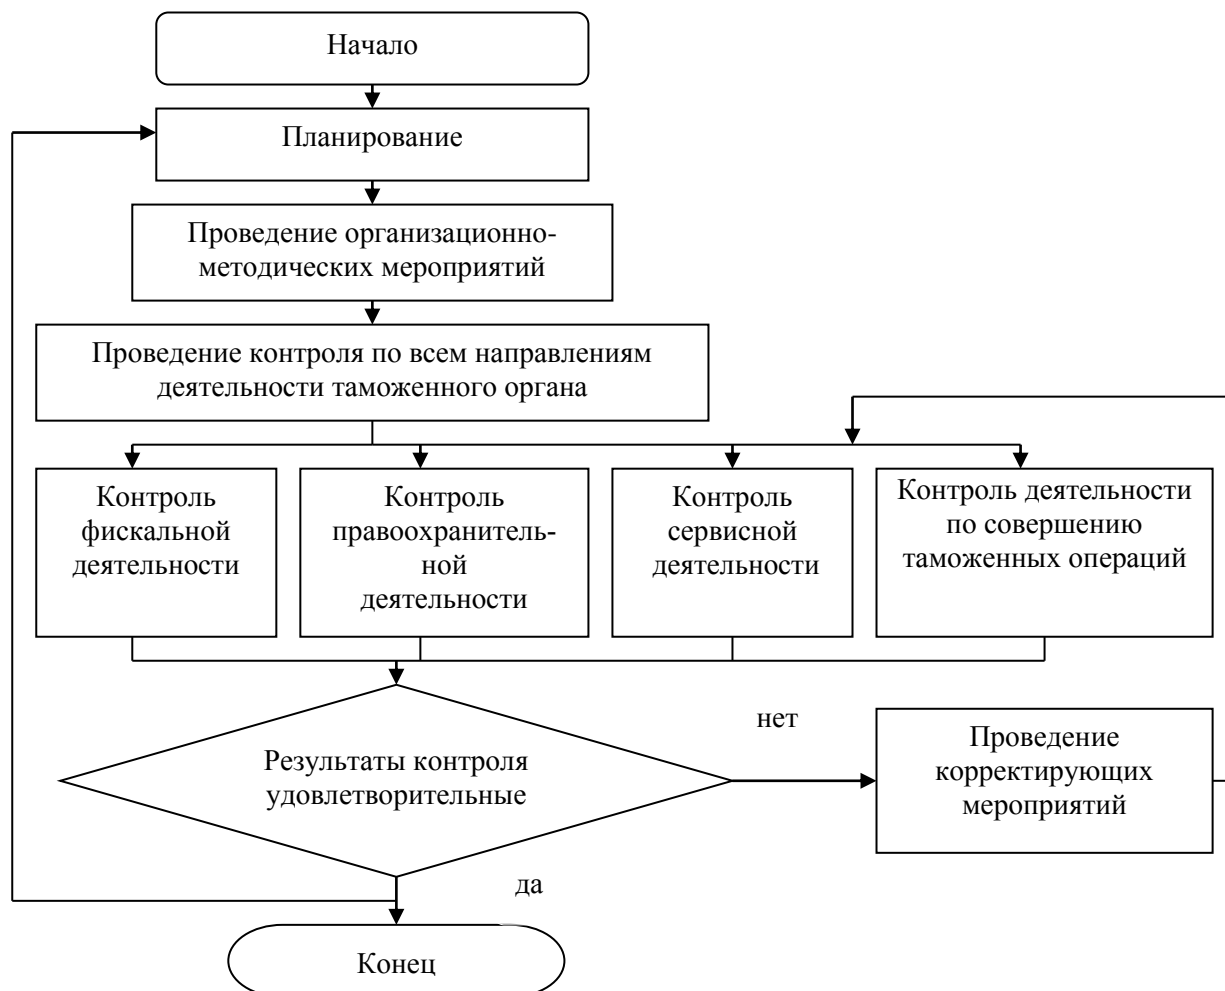 Начало
Планирование
Проведение организационно-
методических мероприятий
Проведение контроля по всем направлениям
деятельности таможенного органа
Контроль
фискальной
деятельности
Контроль
правоохранитель-
ной
деятельности
Контроль
сервисной
деятельности
Контроль деятельности
по совершению
таможенных операций
Результаты контроля
удовлетворительные
нет
Проведение
корректирующих
мероприятий
да
Конец